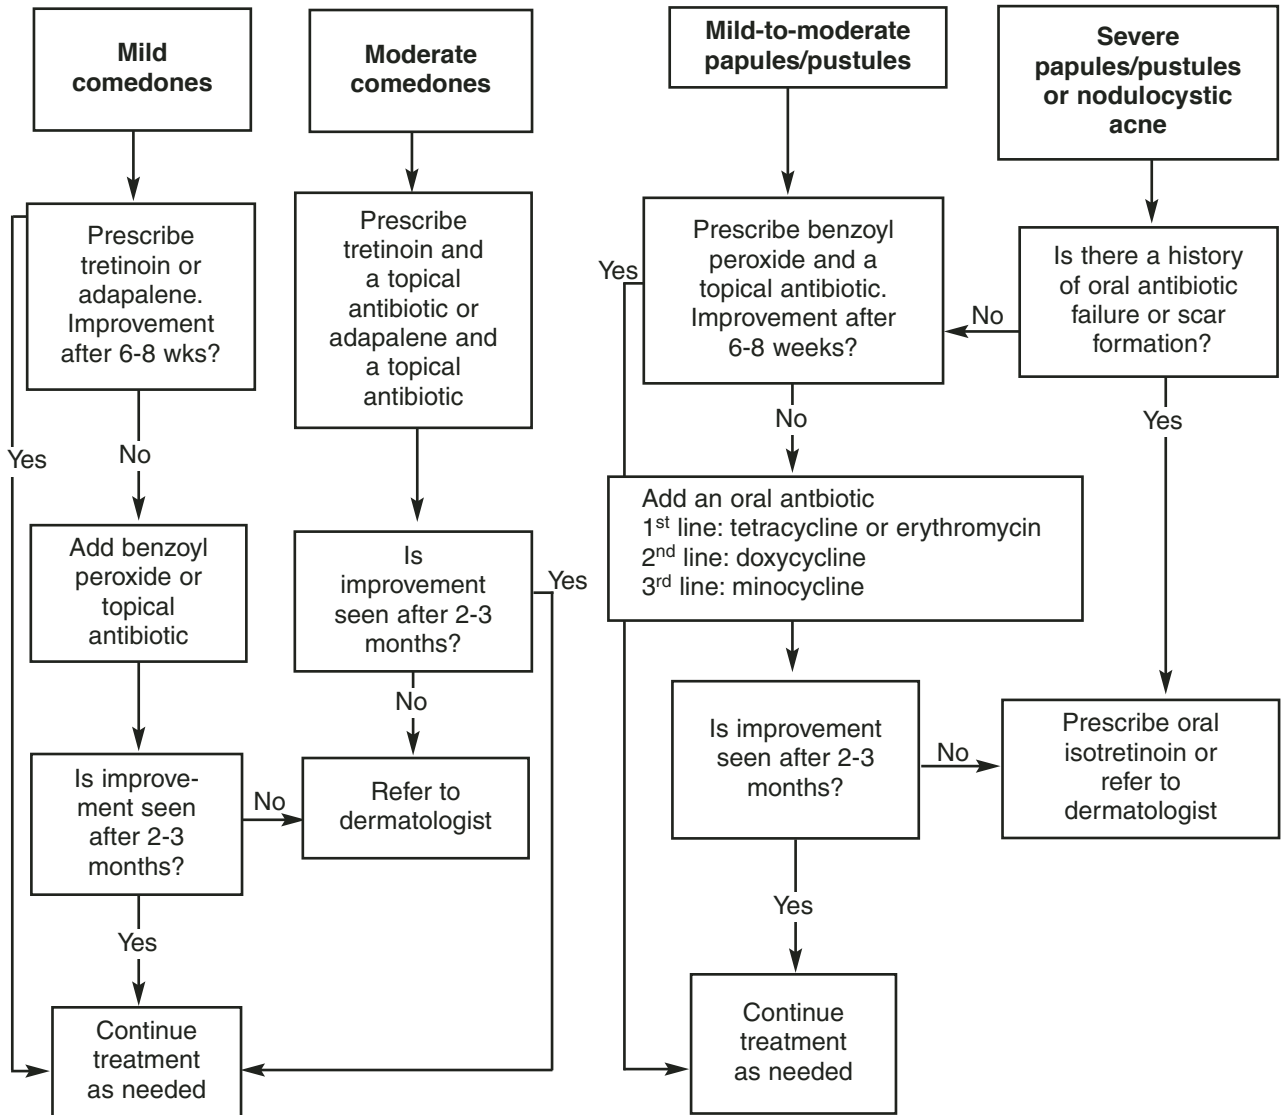 Mild
comedones
Prescribe
tretinoin or
adapalene.
Improvement
after 6-8 wks?
Yes
No
Add benzoyl
peroxide or
topical
antibiotic
Is improve-
ment seen
after 2-3
months?
No
Yes
Continue
treatment
as needed
Moderate
comedones
Prescribe
tretinoin and
a topical
antibiotic or
adapalene and
a topical
antibiotic
Is
improvement
seen after 2-3
months?
Yes
No
Refer to
dermatologist
Mild-to-moderate
papules/pustules
Prescribe benzoyl
peroxide and a
topical antibiotic.
Improvement after
6-8 weeks?
Yes
No
Add an oral antbiotic
1st line: tetracycline or erythromycin
2nd line: doxycycline
3rd line: minocycline
Is improvement
seen after 2-3
months?
No
Yes
Continue
treatment
as needed
Severe
papules/pustules
or nodulocystic
acne
Is there a history
of oral antibiotic
failure or scar
formation?
No
Yes
Prescribe oral
isotretinoin or
refer to
dermatologist